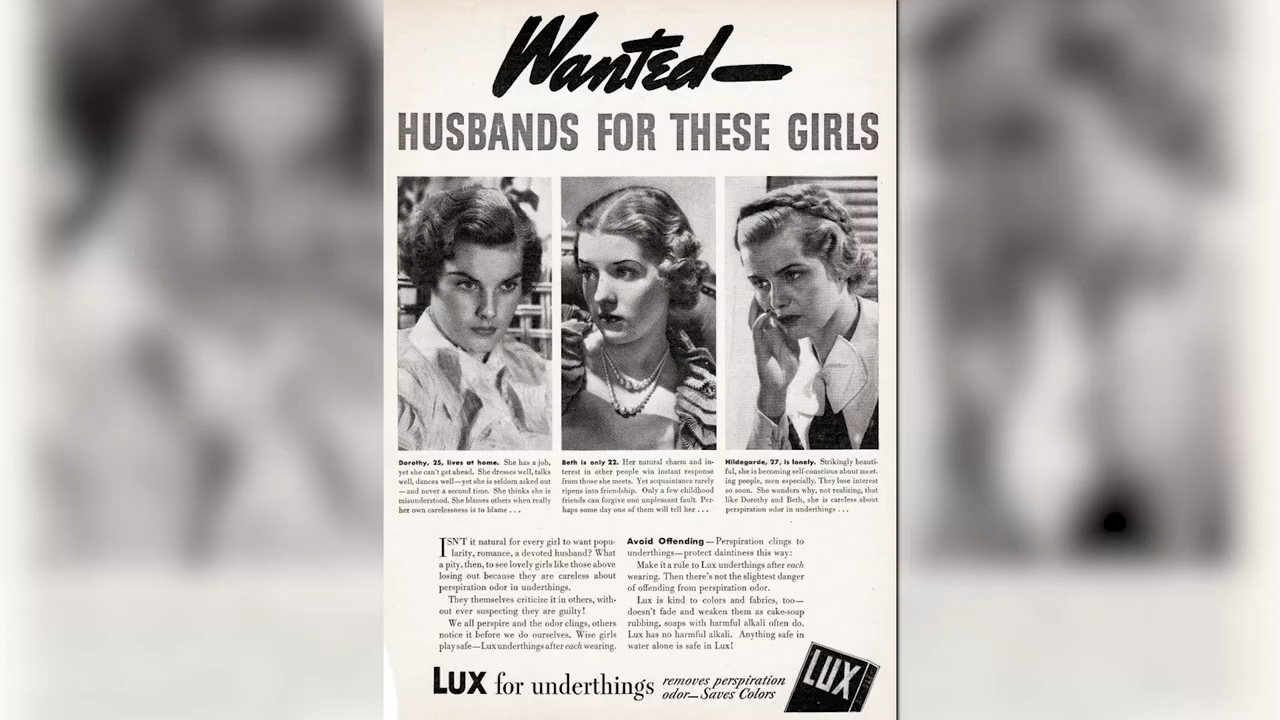 Wanted—
HUSBANDS FOR THESE GIRLS
Dorothy, 25, lives at home. She has a job,
yet she can't get ahead. She dresses well, talks
well, dances well—yet she is seldom asked out
—and never a second time. She thinks she is
misunderstood. She blames others when really
her own carelessness is to blame . . .
Beth is only 22. Her natural charm and in-
terest in other people win instant response
from those she meets. Yet acquaintance rarely
ripens into friendship. Only a few childhood
friends can forgive one unpleasant fault. Per-
haps some day one of them will tell her . . .
Hildegarde, 27, is lonely. Strikingly beauti-
ful, she is becoming self-conscious about meet-
ing people, men especially. They lose interest
so soon. She wonders why, not realizing, that
like Dorothy and Beth, she is careless about
perspiration odor in underthings . . .
ISN'T it natural for every girl to want popu-
larity, romance, a devoted husband? What
a pity, then, to see lovely girls like those above
losing out because they are careless about
perspiration odor in underthings.
They themselves criticize it in others, with-
out ever suspecting they are guilty!
We all perspire and the odor clings, others
notice it before we do ourselves. Wise girls
play safe—Lux underthings after each wearing.
Avoid Offending—Perspiration clings to
underthings—protect daintiness this way:
Make it a rule to Lux underthings after each
wearing. Then there's not the slightest danger
of offending from perspiration odor.
Lux is kind to colors and fabrics, too—
doesn't fade and weaken them as cake-soap
rubbing, soaps with harmful alkali often do.
Lux has no harmful alkali. Anything safe in
water alone is safe in Lux!
LUX for underthings
removes perspiration
odor—Saves Colors
LUX